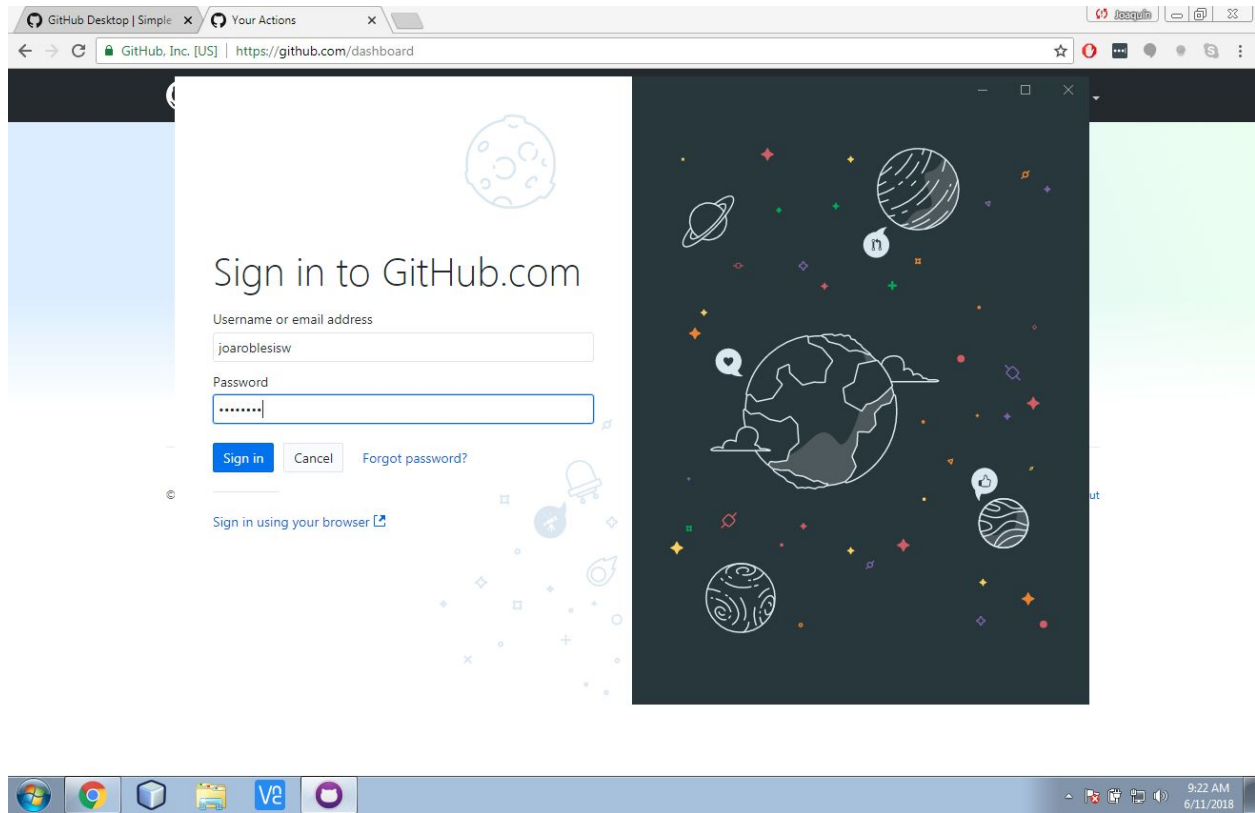 GitHub Desktop | Simple
Your Actions
Joaquín
GitHub, Inc. [US] | https://github.com/dashboard
Sign in to GitHub.com
Username or email address
joaroblesisw
Password
••••••••
Sign in Cancel Forgot password?
©
ut
Sign in using your browser
9:22 AM
6/11/2018